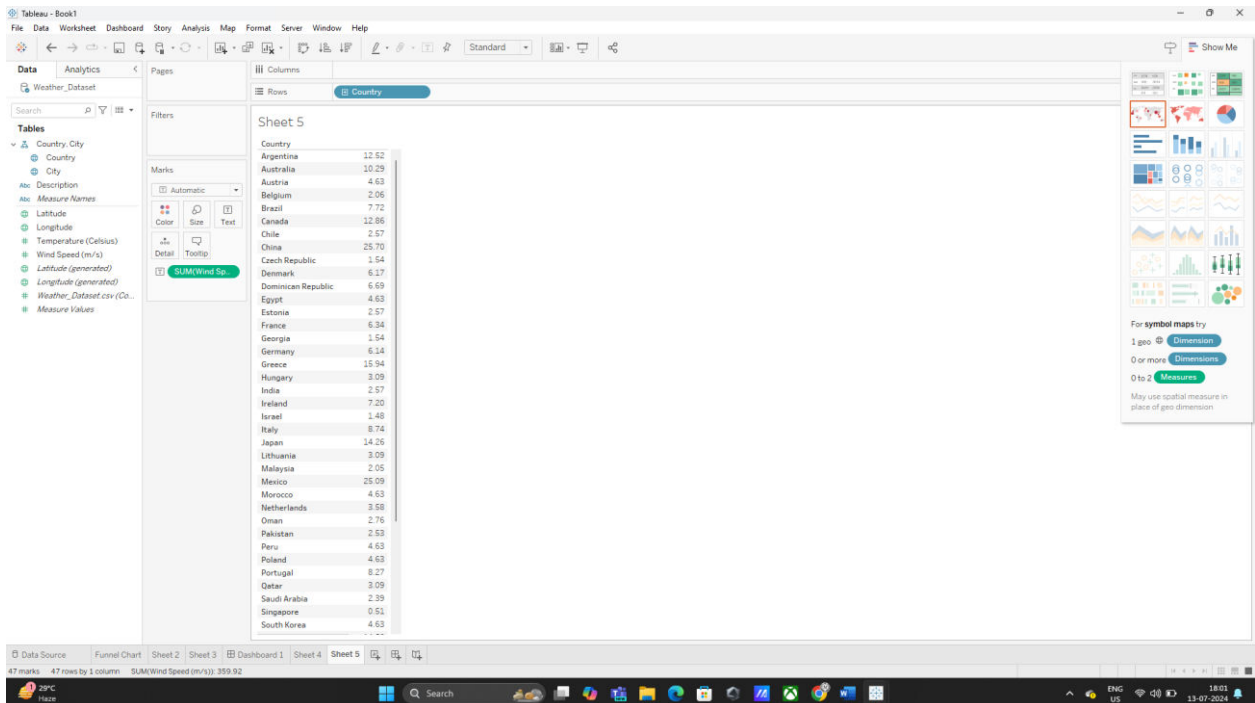 Tableau - Book1
File Data Worksheet Dashboard Story Analysis Map Format Server Window Help
Standard
Show Me
Data Analytics
Weather_Dataset
Search
Tables
Country, City
Country
City
Abc Description
Abc Measure Names
Latitude
Longitude
# Temperature (Celsius)
# Wind Speed (m/s)
Latitude (generated)
Longitude (generated)
# Weather_Dataset.csv (Co...
# Measure Values
Pages
Filters
Marks
Automatic
Color Size Text
Detail Tooltip
SUM(Wind Sp..
Columns
Rows Country
Sheet 5
Country
Argentina 12.52
Australia 10.29
Austria 4.63
Belgium 2.06
Brazil 7.72
Canada 12.86
Chile 2.57
China 25.70
Czech Republic 1.54
Denmark 6.17
Dominican Republic 6.69
Egypt 4.63
Estonia 2.57
France 6.34
Georgia 1.54
Germany 6.14
Greece 15.94
Hungary 3.09
India 2.57
Ireland 7.20
Israel 1.48
Italy 8.74
Japan 14.26
Lithuania 3.09
Malaysia 2.05
Mexico 25.09
Morocco 4.63
Netherlands 3.58
Oman 2.76
Pakistan 2.53
Peru 4.63
Poland 4.63
Portugal 8.27
Qatar 3.09
Saudi Arabia 2.39
Singapore 0.51
South Korea 4.63
For symbol maps try
1 geo Dimension
0 or more Dimensions
0 to 2 Measures
May use spatial measure in
place of geo dimension
Data Source Funnel Chart Sheet 2 Sheet 3 Dashboard 1 Sheet 4 Sheet 5
47 marks 47 rows by 1 column SUM(Wind Speed (m/s)): 359.92
1 29°C
Haze
Search
ENG
US
18:01
13-07-2024